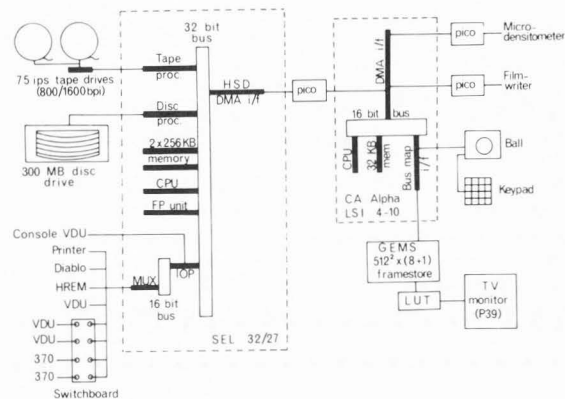 75 ips tape drives
(800/1600bpi)
300 MB disc
drive
32 bit
bus
Tape
proc.
Disc
proc.
2x256KB
memory
CPU
FP unit
HSD
DMA i/f
pico
Console VDU
Printer
Diablo
HREM
VDU
VDU
VDU
370
370
Switchboard
MUX
IOP
16 bit
bus
SEL 32/27
DMA i/f
16 bit bus
CPU
32 KB
mem
Bus map
i/f
CA Alpha
LSI 4-10
pico
Micro-
densitometer
pico
Film-
writer
Ball
Keypad
GEMS
512² x (8+1)
framestore
LUT
TV
monitor
(P39)